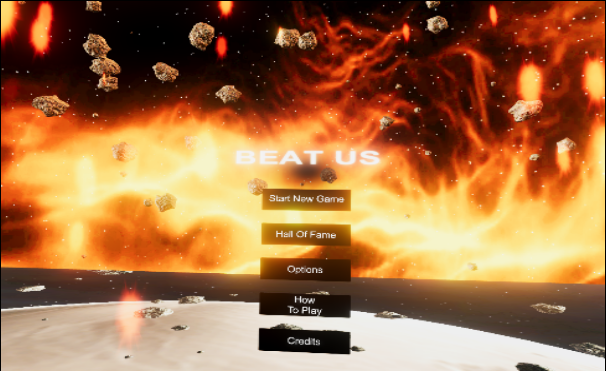 BEAT US
Start New Game
Hall Of Fame
Options
How
To Play
Credits